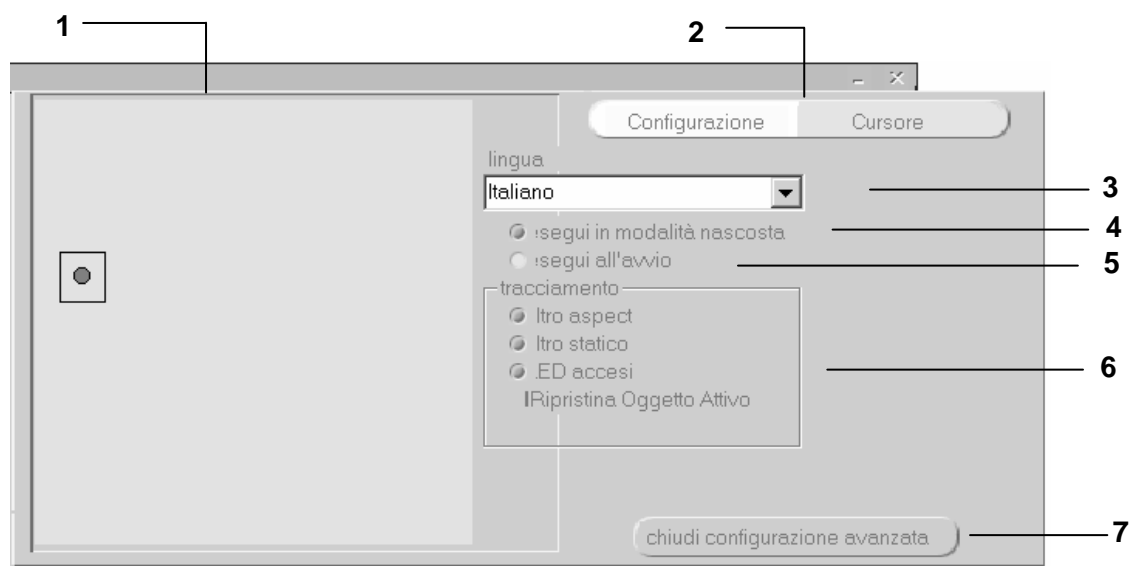 1
2
Configurazione Cursore
lingua
Italiano
3
segui in modalità nascosta
4
segui all'avvio
5
tracciamento
ltro aspect
ltro statico
.ED accesi
6
Ripristina Oggetto Attivo
chiudi configurazione avanzata
7